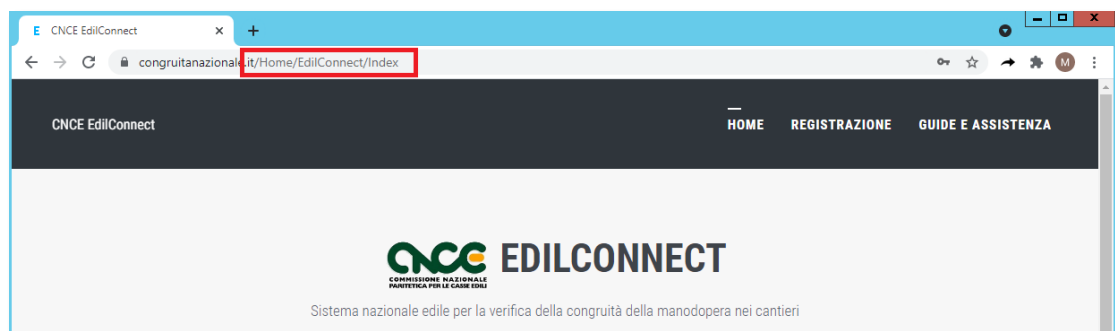 E CNCE EdilConnect
congruitanazionale.it/Home/EdilConnect/Index
M
CNCE EdilConnect
HOME REGISTRAZIONE GUIDE E ASSISTENZA
CNCE EDILCONNECT
COMMISSIONE NAZIONALE
PARITETICA PER LE CASSE EDILI
Sistema nazionale edile per la verifica della congruità della manodopera nei cantieri